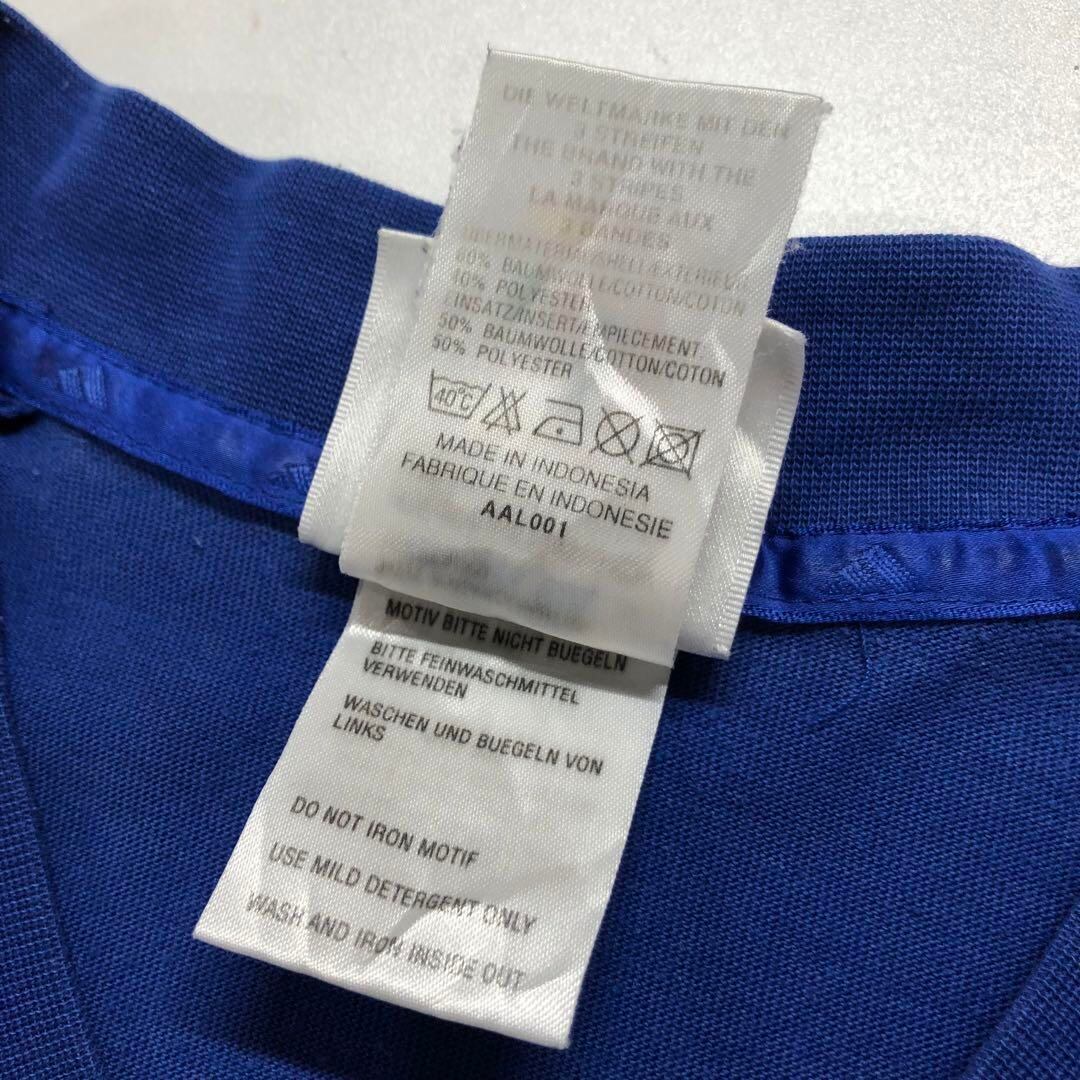 DIE WELTMARKE MIT DEN
3 STREIFEN
THE BRAND WITH THE
3 STRIPES
LA MARQUE AUX
3 BANDES
OBERMATERIAL/SHELL/EXTERIEUR
60% BAUMWOLLE/COTTON/COTON
40% POLYESTER
EINSATZ/INSERT/EMPIECEMENT
50% BAUMWOLLE/COTTON/COTON
50% POLYESTER
40°C
MADE IN INDONESIA
FABRIQUE EN INDONESIE
AAL001
MOTIV BITTE NICHT BUEGELN
BITTE FEINWASCHMITTEL
VERWENDEN
WASCHEN UND BUEGELN VON
LINKS
DO NOT IRON MOTIF
USE MILD DETERGENT ONLY
WASH AND IRON INSIDE OUT